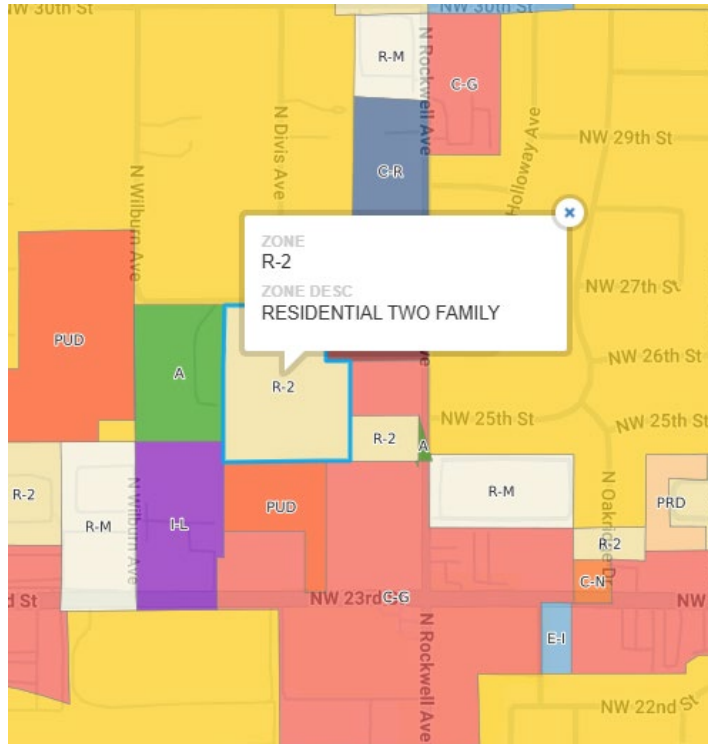 NW 30th St
NW 30th St
R-M
C-G
N Rockwell Ave
N Divis Ave
NW 29th St
Holloway Ave
C-R
N Wilburn Ave
ZONE
R-2
ZONE DESC
RESIDENTIAL TWO FAMILY
NW 27th St
PUD
A
R-2
Ave
NW 26th St
NW 25th St
NW 25th St
R-2
A
R-2
R-M
N Wilburn Ave
I-L
PUD
R-M
N Oakridge Dr
PRD
R-2
C-N
d St
NW 23rd
C-G
NW
N Rockwell Ave
E-I
NW 22nd St